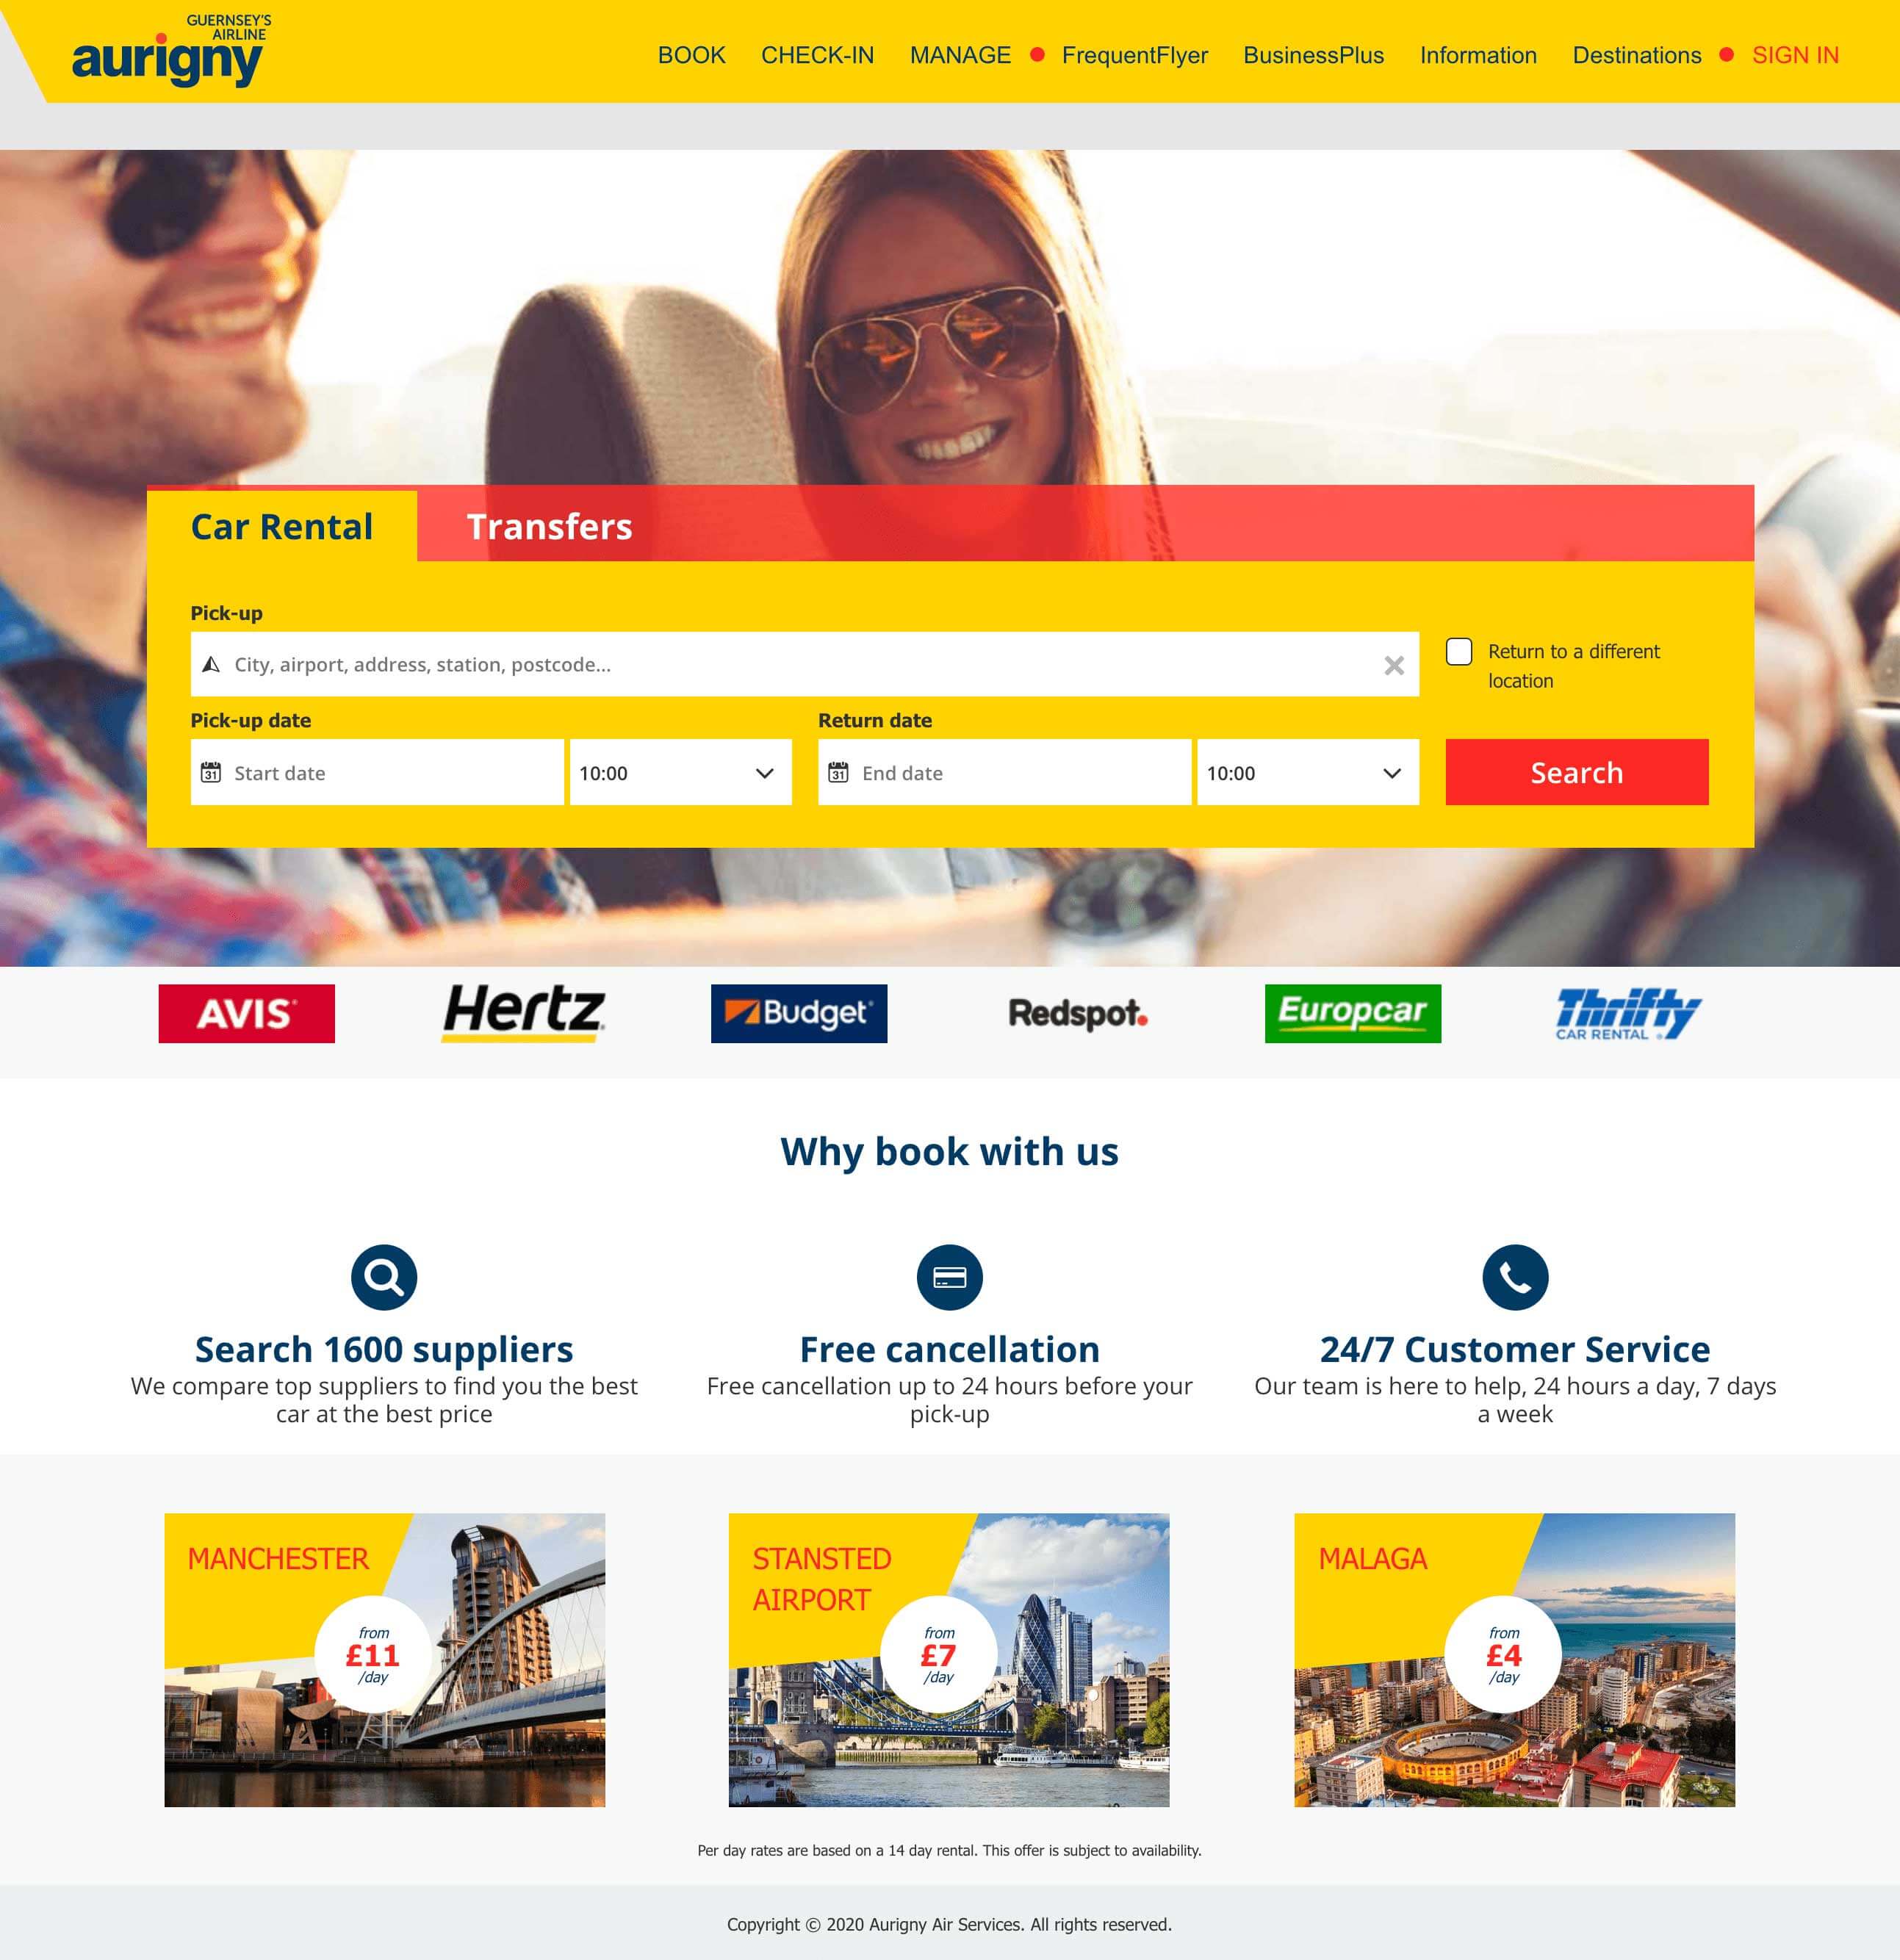 GUERNSEY'S
AIRLINE
aurigny
BOOK CHECK-IN MANAGE FrequentFlyer BusinessPlus Information Destinations SIGN IN
Car Rental Transfers
Pick-up
City, airport, address, station, postcode...
Return to a different
location
Pick-up date Return date
31 Start date 10:00 31 End date 10:00 Search
AVIS Hertz Budget Redspot. Europcar Thrifty
CAR RENTAL
Why book with us
Search 1600 suppliers
We compare top suppliers to find you the best
car at the best price
Free cancellation
Free cancellation up to 24 hours before your
pick-up
24/7 Customer Service
Our team is here to help, 24 hours a day, 7 days
a week
MANCHESTER
from
£11
/day
STANSTED
AIRPORT
from
£7
/day
MALAGA
from
£4
/day
Per day rates are based on a 14 day rental. This offer is subject to availability.
Copyright © 2020 Aurigny Air Services. All rights reserved.